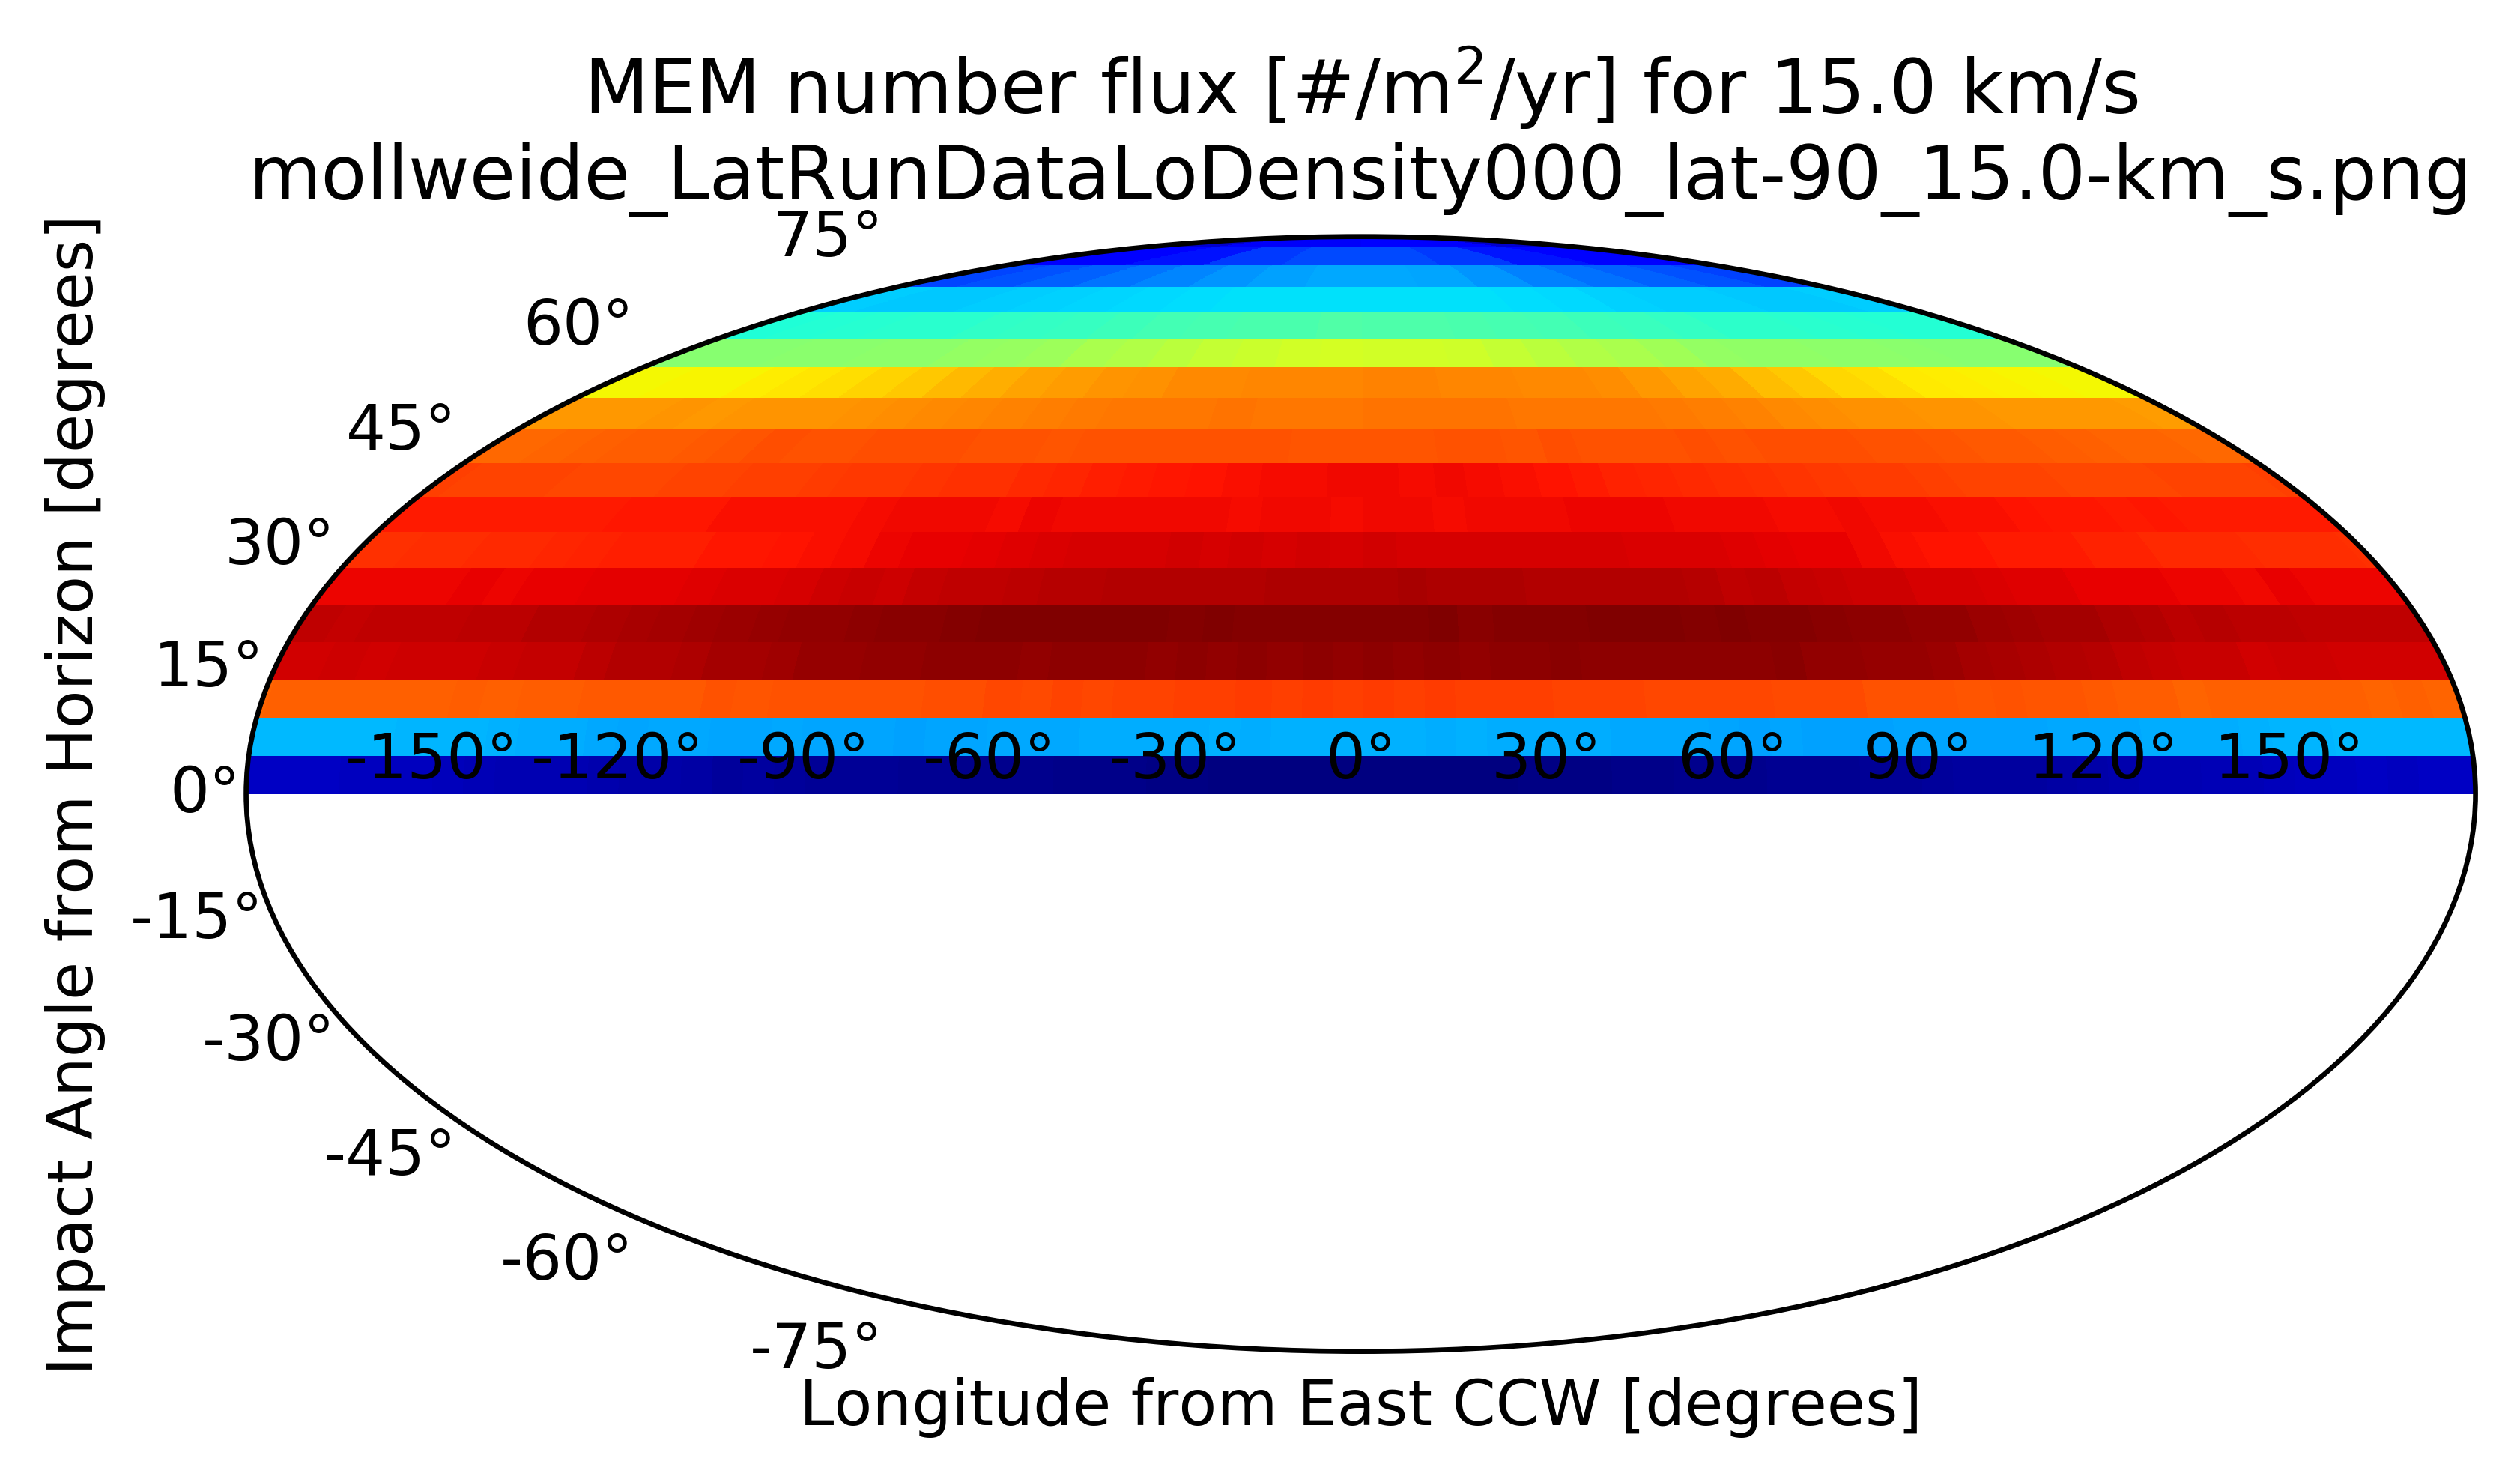 MEM number flux [#/m²/yr] for 15.0 km/s
mollweide_LatRunDataLoDensity000_lat-90_15.0-km_s.png
Impact Angle from Horizon [degrees]
75°
60°
45°
30°
15°
0°
-15°
-30°
-45°
-60°
-75°
-150° -120° -90° -60° -30° 0° 30° 60° 90° 120° 150°
Longitude from East CCW [degrees]